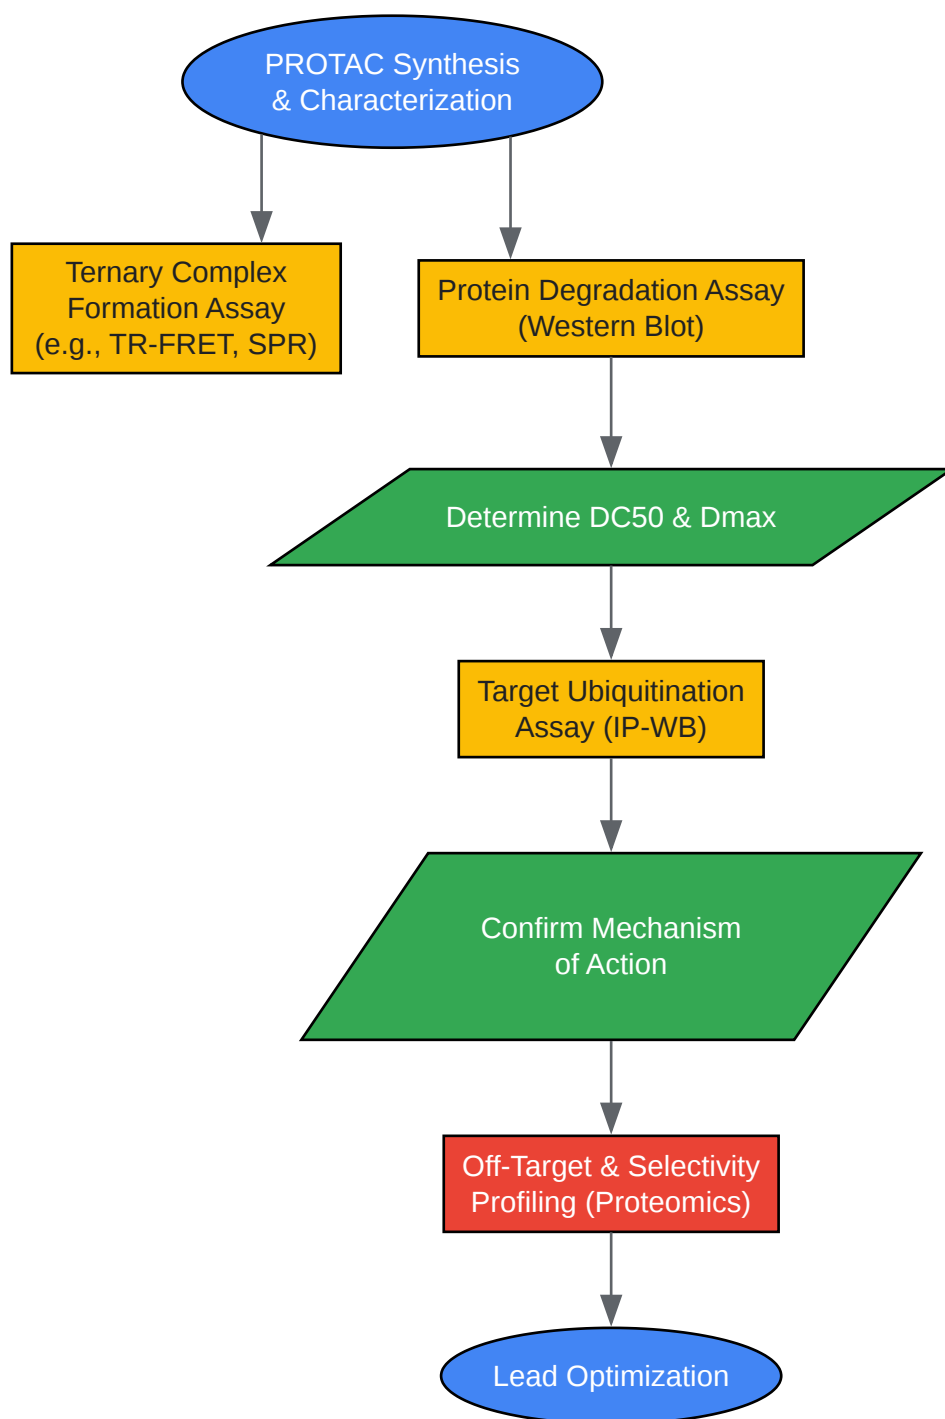 PROTAC Synthesis
& Characterization
Ternary Complex
Formation Assay
(e.g., TR-FRET, SPR)
Protein Degradation Assay
(Western Blot)
Determine DC50 & Dmax
Target Ubiquitination
Assay (IP-WB)
Confirm Mechanism
of Action
Off-Target & Selectivity
Profiling (Proteomics)
Lead Optimization